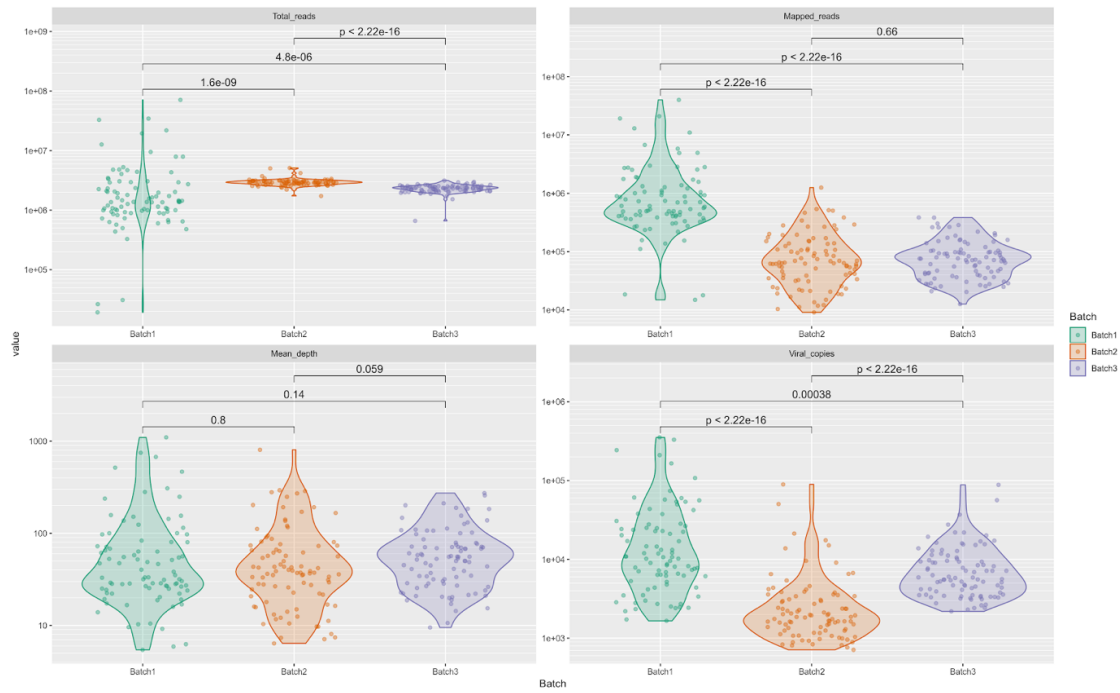 Total_reads
1e+09
1e+08
1e+07
1e+06
1e+05
p < 2.22e-16
4.8e-06
1.6e-09
Batch1 Batch2 Batch3
Mapped_reads
1e+08
1e+07
1e+06
1e+05
1e+04
0.66
p < 2.22e-16
p < 2.22e-16
Batch1 Batch2 Batch3
value
Mean_depth
1000
100
10
0.059
0.14
0.8
Batch1 Batch2 Batch3
Viral_copies
1e+06
1e+05
1e+04
1e+03
p < 2.22e-16
0.00038
p < 2.22e-16
Batch1 Batch2 Batch3
Batch
Batch
Batch1
Batch2
Batch3